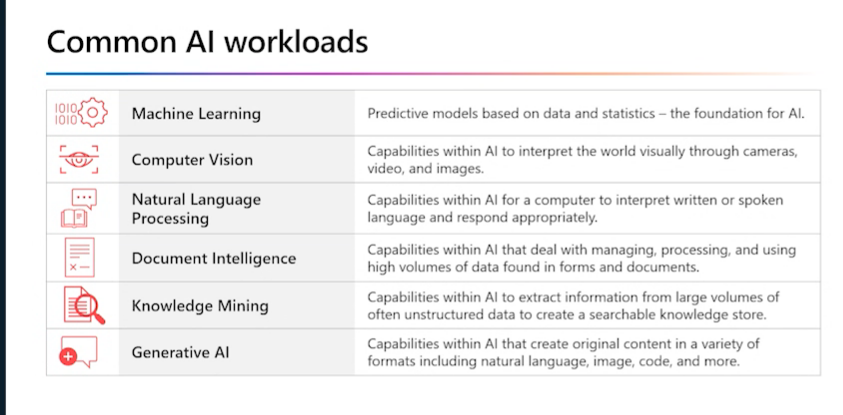 Common AI workloads
1010
1010
Machine Learning
Predictive models based on data and statistics – the foundation for AI.
Computer Vision
Capabilities within AI to interpret the world visually through cameras,
video, and images.
Natural Language
Processing
Capabilities within AI for a computer to interpret written or spoken
language and respond appropriately.
Document Intelligence
Capabilities within AI that deal with managing, processing, and using
high volumes of data found in forms and documents.
Knowledge Mining
Capabilities within AI to extract information from large volumes of
often unstructured data to create a searchable knowledge store.
Generative AI
Capabilities within AI that create original content in a variety of
formats including natural language, image, code, and more.